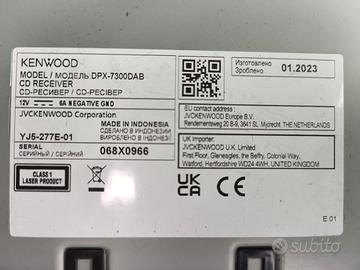 KENWOOD
MODEL / МОДЕЛЬ: DPX-7300DAB
CD RECEIVER
CD-РЕСИВЕР / CD-РЕСІВЕР
12V ⎓ 6A NEGATIVE GND
JVCKENWOOD Corporation
MADE IN INDONESIA
СДЕЛАНО В ИНДОНЕЗИИ
ВИРОБЛЕНО В ІНДОНЕЗІЇ
YJ5-277E-01
SERIAL
СЕРИЙНЫЙ / СЕРІЙНИЙ
068X0966
CLASS 1
LASER PRODUCT
Изготовлено
Зроблено
01.2023
EU contact address :
JVCKENWOOD Europe B.V.
Rendementsweg 20 B-9, 3641 SL Mijdrecht THE NETHERLANDS
UK Importer:
JVCKENWOOD U.K. Limited
First Floor, Gleneagles, the Belfry, Colonial Way
Watford, Hertfordshire WD24 4WH, UNITED KINGDOM
UK
CA
CE
E 01
subito